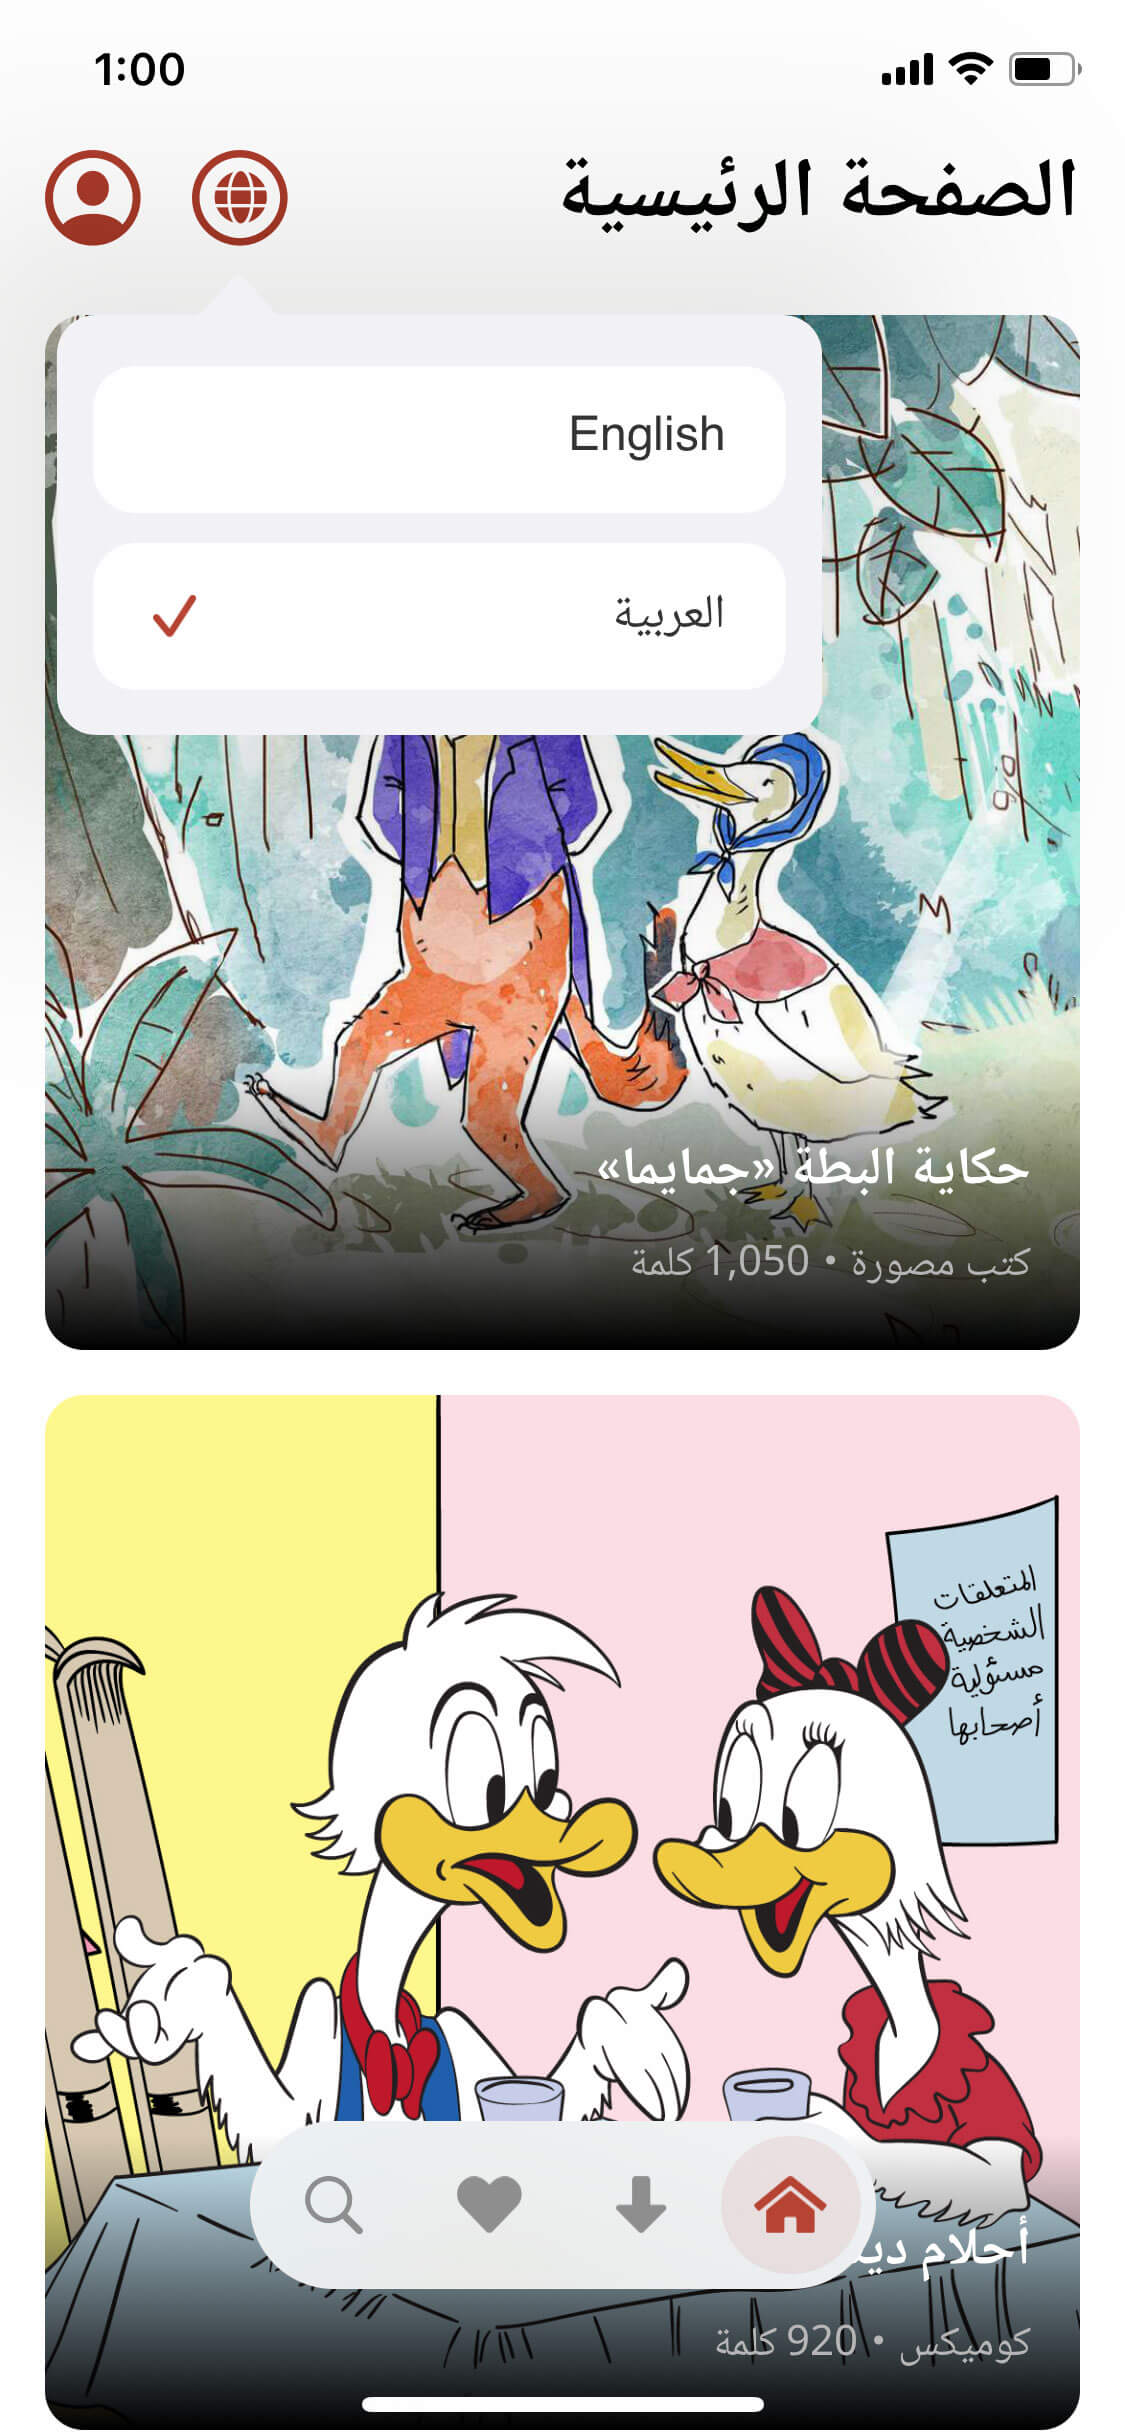 1:00
الصفحة الرئيسية
English
العربية
حكاية البطة «جمايما»
كتب مصورة • 1,050 كلمة
المتعلقات
الشخصية
مسئولية
أصحابها
أحلام
كوميكس • 920 كلمة